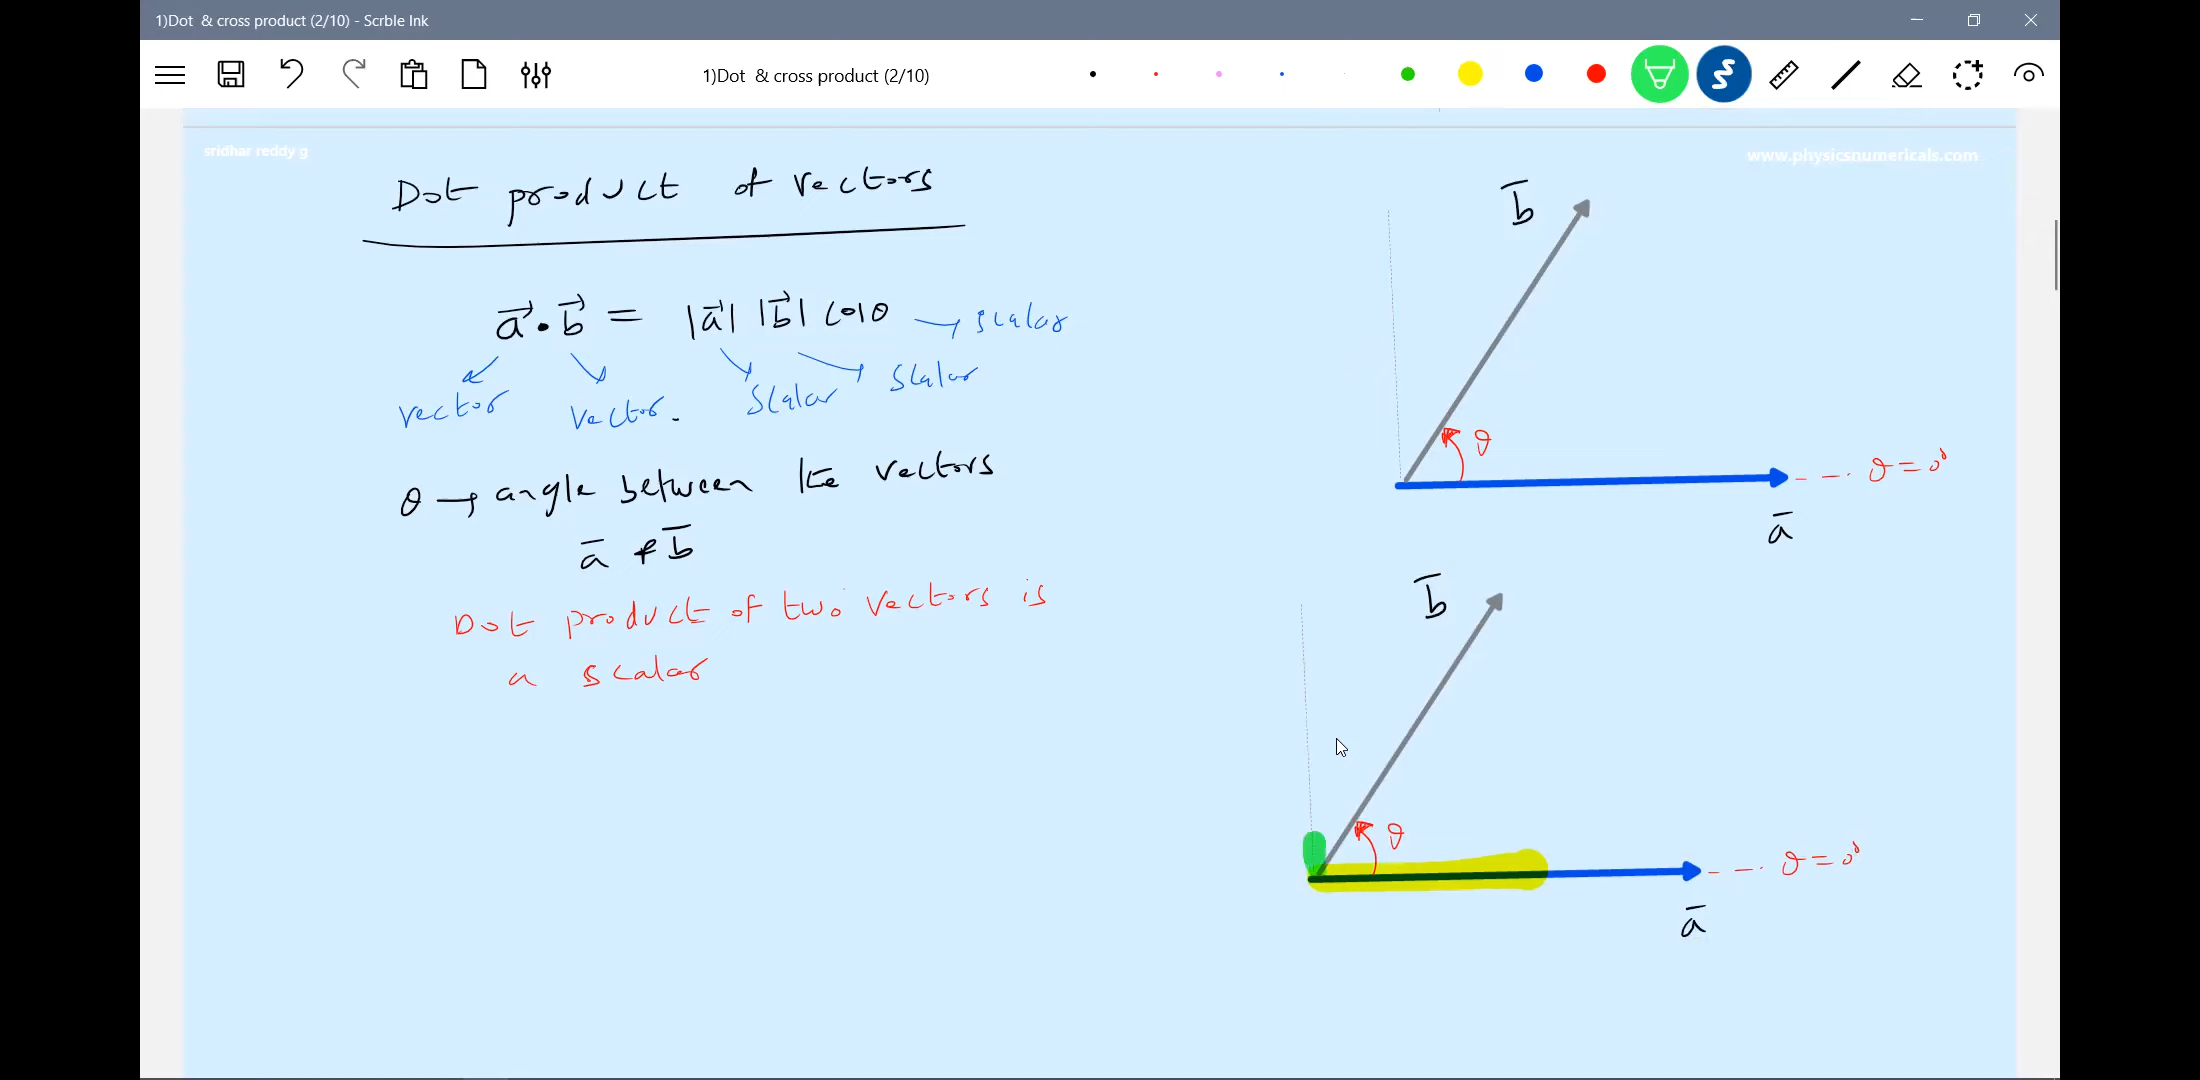 1)Dot & cross product (2/10) - Scrble Ink
1)Dot & cross product (2/10)
sridhar reddy g
www.physicsnumericals.com
Dot product of vectors
a⃗ • b⃗ = |a⃗| |b⃗| cosθ → scalar
vector vector. scalar scalar
θ → angle between the vectors
a̅ & b̅
Dot product of two vectors is
a scalar
b̅
θ
θ = 0°
a̅
b̅
θ
θ = 0°
a̅